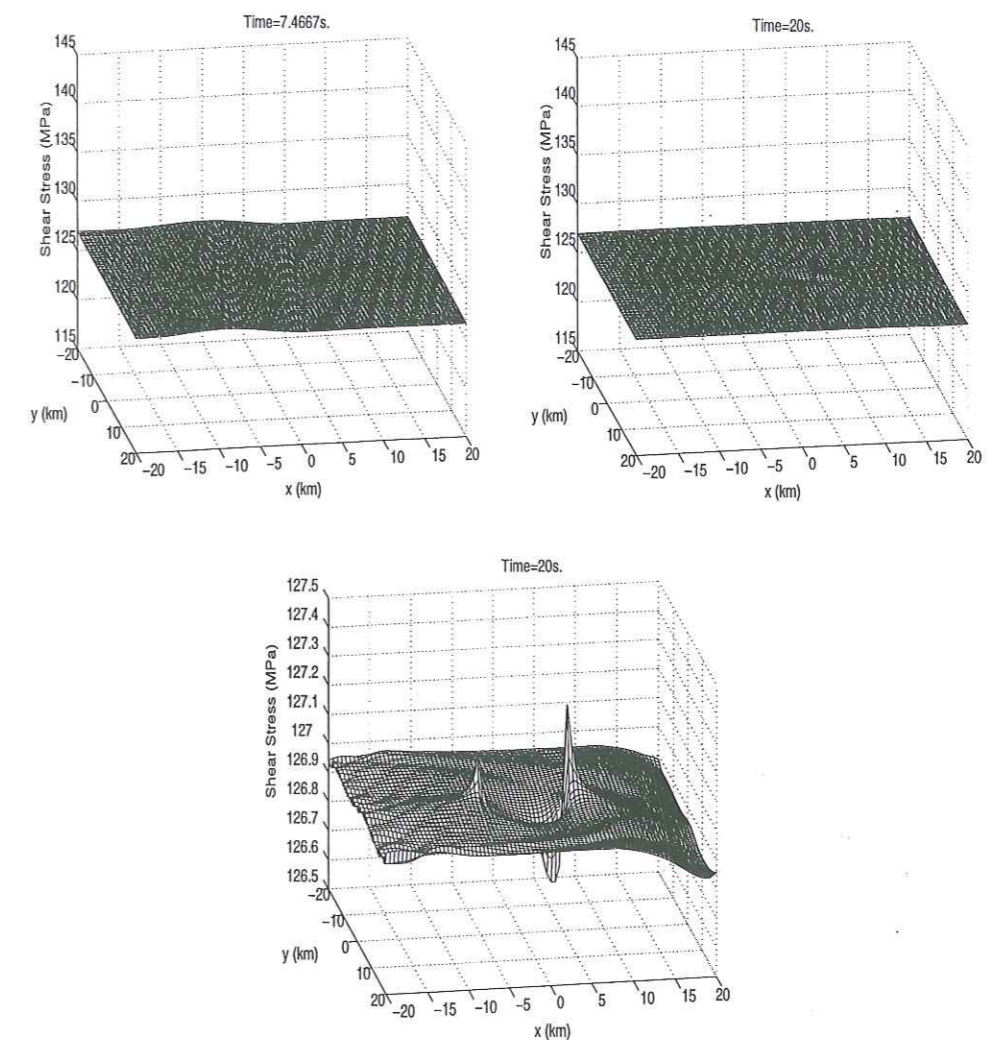 Time=7.4667s.
145
140
135
130
125
120
115
Shear Stress (MPa)
-20
-10
0
10
20
y (km)
-20 -15 -10 -5 0 5 10 15 20
x (km)
Time=20s.
145
140
135
130
125
120
115
Shear Stress (MPa)
-20
-10
0
10
20
y (km)
-20 -15 -10 -5 0 5 10 15 20
x (km)
Time=20s.
127.5
127.4
127.3
127.2
127.1
127
126.9
126.8
126.7
126.6
126.5
Shear Stress (MPa)
-20
-10
0
10
20
y (km)
-20 -15 -10 -5 0 5 10 15 20
x (km)